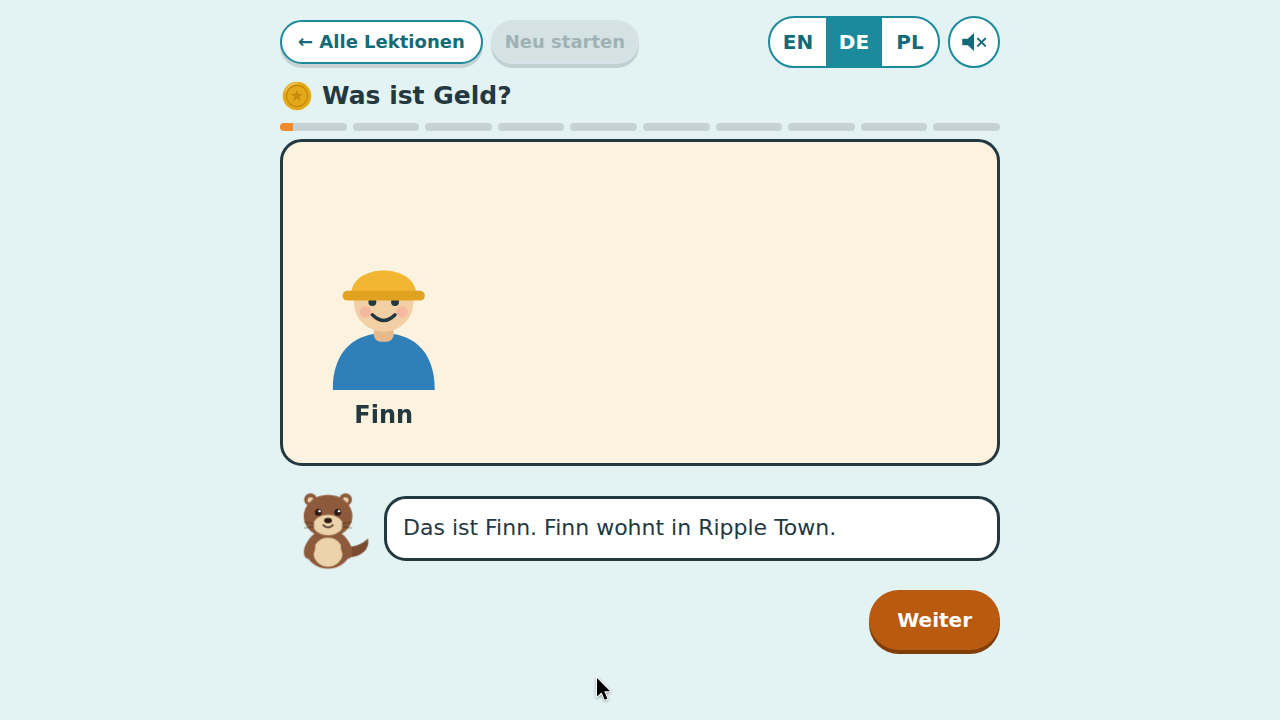 ← Alle Lektionen
Neu starten
EN DE PL
Was ist Geld?
Finn
Das ist Finn. Finn wohnt in Ripple Town.
Weiter